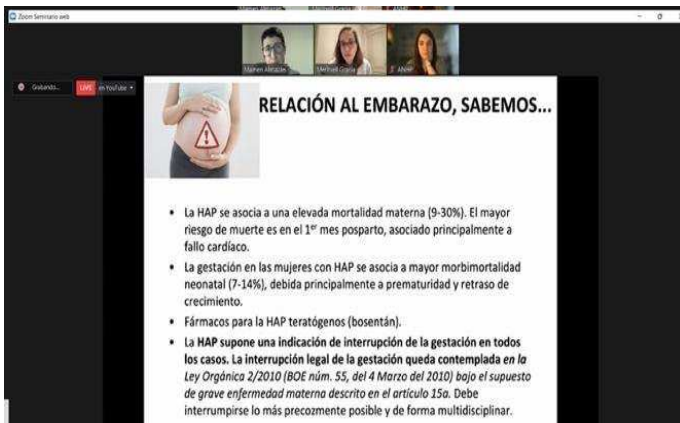 Zoom Seminario web
Grabando...
LIVE
en YouTube
RELACIÓN AL EMBARAZO, SABEMOS...
• La HAP se asocia a una elevada mortalidad materna (9-30%). El mayor
riesgo de muerte es en el 1er mes posparto, asociado principalmente a
fallo cardíaco.
• La gestación en las mujeres con HAP se asocia a mayor morbimortalidad
neonatal (7-14%), debida principalmente a prematuridad y retraso de
crecimiento.
• Fármacos para la HAP teratógenos (bosentán).
• La HAP supone una indicación de interrupción de la gestación en todos
los casos. La interrupción legal de la gestación queda contemplada en la
Ley Orgánica 2/2010 (BOE núm. 55, del 4 Marzo del 2010) bajo el supuesto
de grave enfermedad materna descrito en el artículo 15a. Debe
interrumpirse lo más precozmente posible y de forma multidisciplinar.